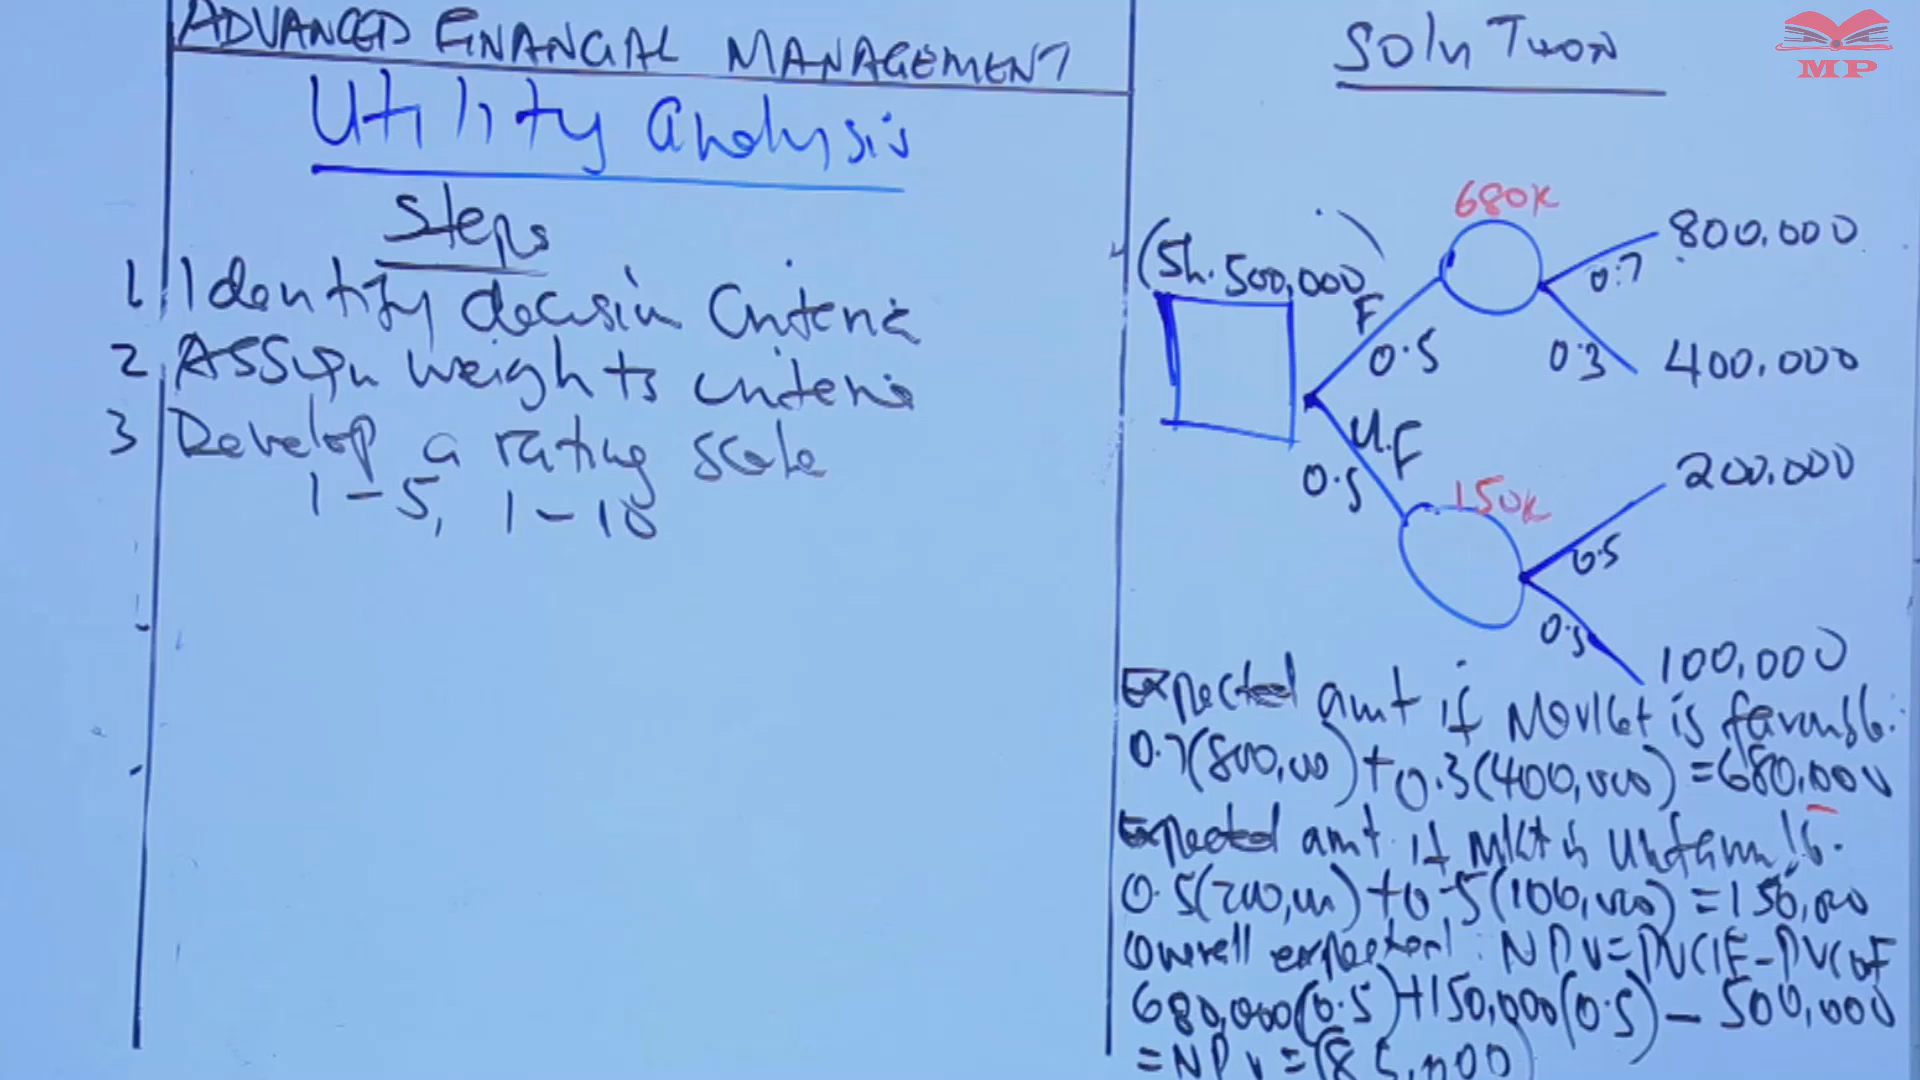 ADVANCED FINANCIAL MANAGEMENT
Utility analysis
Steps
1 Identify decision Criteria
2 Assign weights criteria
3 Develop a rating scale
1 - 5, 1 - 10
Solution
MP
680K
800.000
(Sh. 500,000)
F
0.7
0.5
0.3
400.000
U.F
0.5
150K
200.000
0.5
0.5
100,000
Expected amt if Market is favourable.
0.7(800,000) + 0.3(400,000) = 680,000
Expected amt if Mkt is Unfavourable.
0.5(200,000) + 0.5(100,000) = 150,000
Overall expected: NPV = PVCIF - PVCOF
680,000(0.5) + 150,000(0.5) - 500,000
= NPV = (85,000)